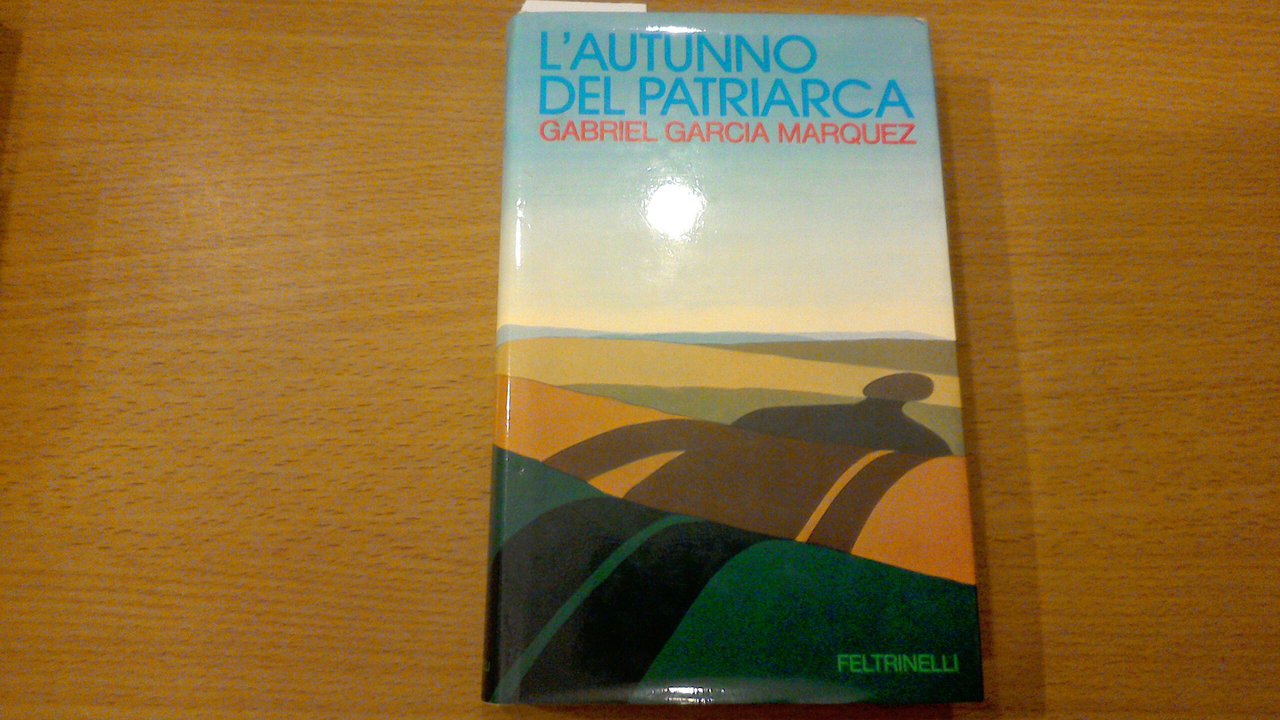 L'AUTUNNO
DEL PATRIARCA
GABRIEL GARCIA MARQUEZ
FELTRINELLI